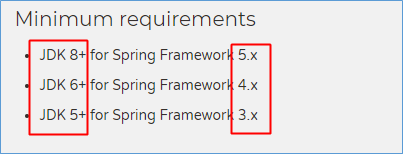 Minimum requirements
JDK 8+ for Spring Framework 5.x
JDK 6+ for Spring Framework 4.x
JDK 5+ for Spring Framework 3.x